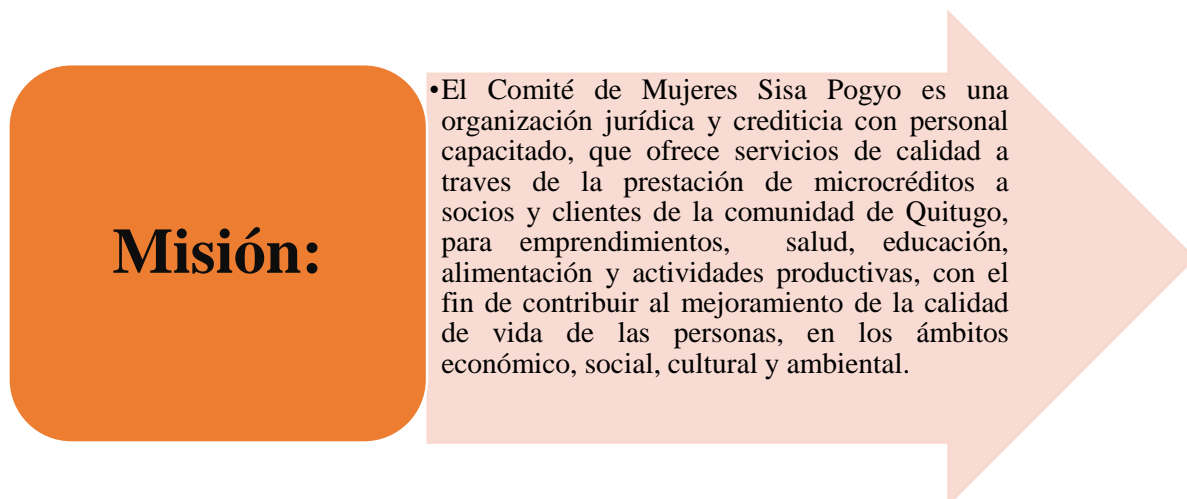 Misión:
•El Comité de Mujeres Sisa Pogyo es una
organización jurídica y crediticia con personal
capacitado, que ofrece servicios de calidad a
traves de la prestación de microcréditos a
socios y clientes de la comunidad de Quitugo,
para emprendimientos, salud, educación,
alimentación y actividades productivas, con el
fin de contribuir al mejoramiento de la calidad
de vida de las personas, en los ámbitos
económico, social, cultural y ambiental.